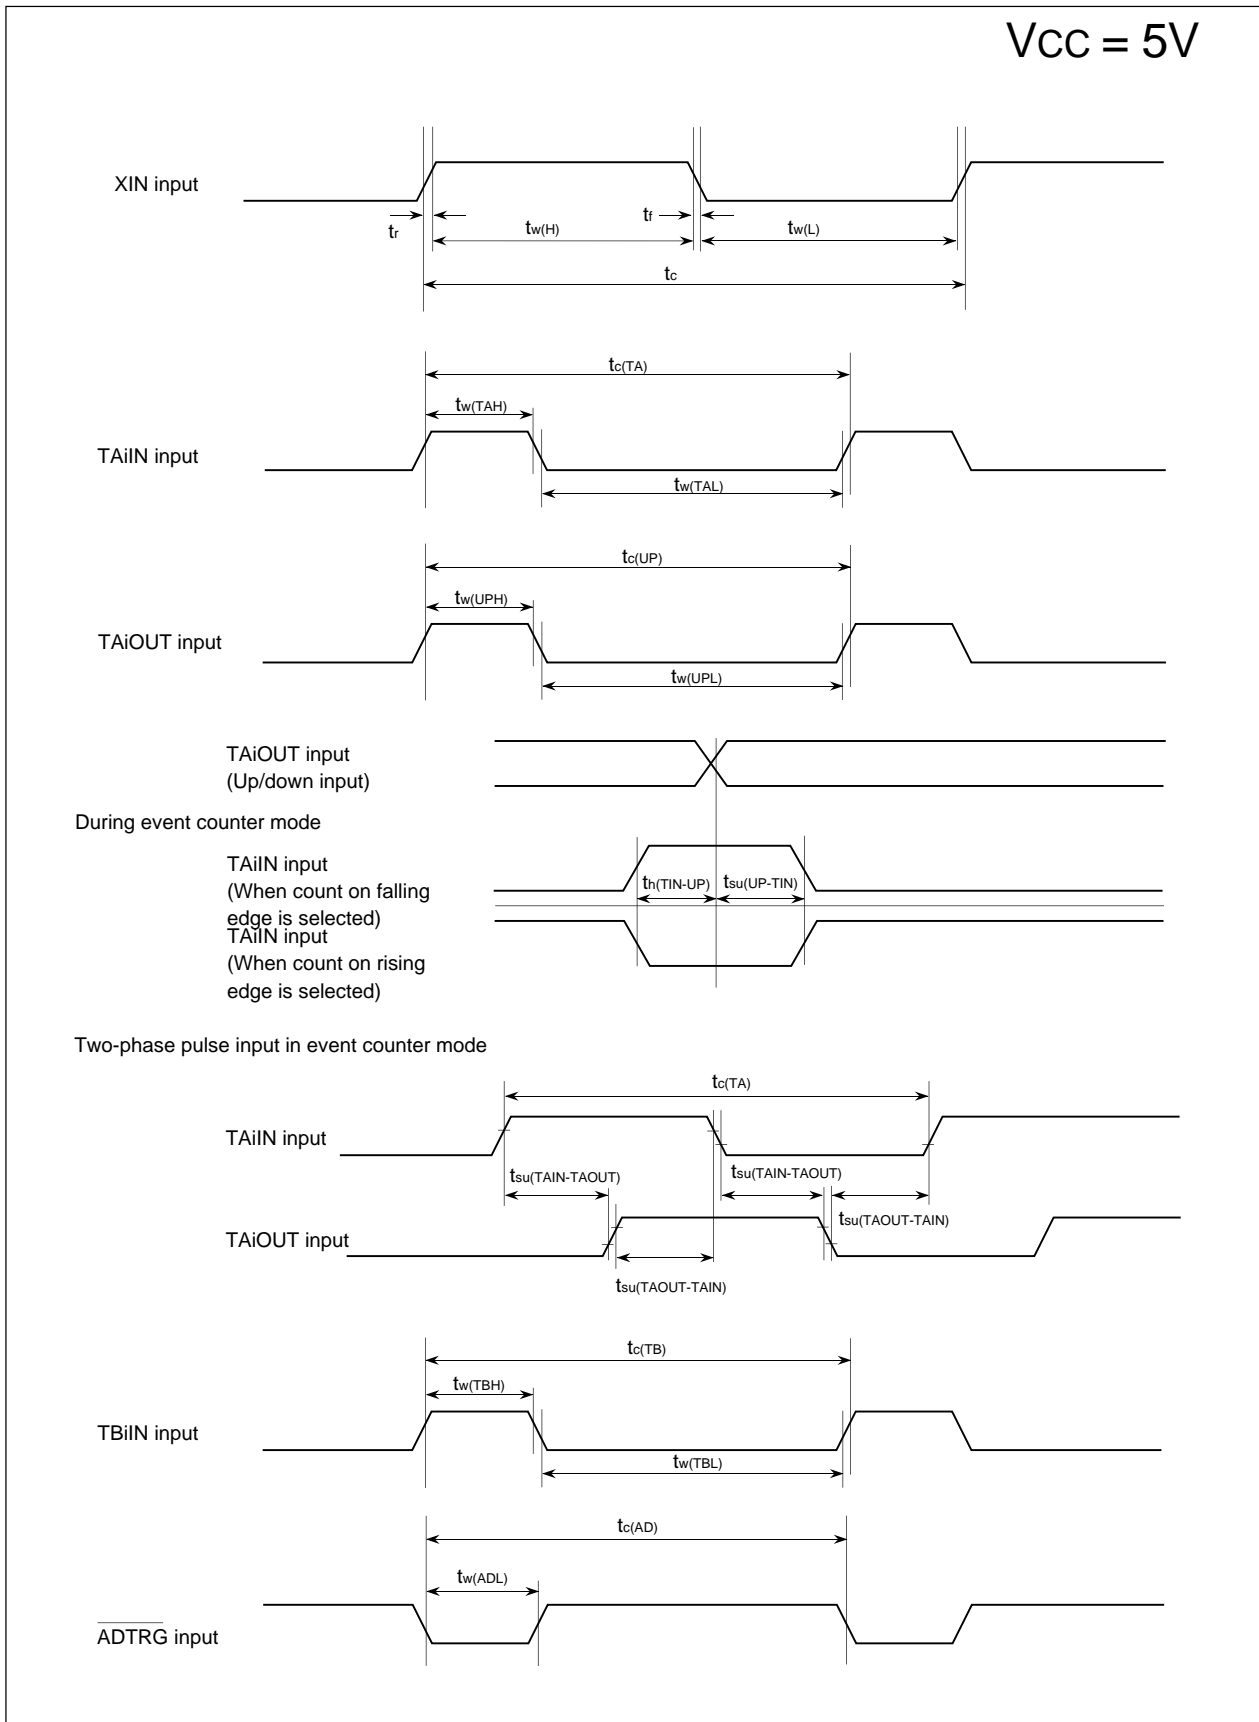 VCC = 5V
XIN input
tr
tw(H)
tf
tw(L)
tc
tc(TA)
tw(TAH)
TAiIN input
tw(TAL)
tc(UP)
tw(UPH)
TAiOUT input
tw(UPL)
TAiOUT input
(Up/down input)
During event counter mode
TAiIN input
(When count on falling
edge is selected)
th(TIN-UP)
tsu(UP-TIN)
TAiIN input
(When count on rising
edge is selected)
Two-phase pulse input in event counter mode
tc(TA)
TAiIN input
tsu(TAIN-TAOUT)
tsu(TAIN-TAOUT)
tsu(TAOUT-TAIN)
TAiOUT input
tsu(TAOUT-TAIN)
tc(TB)
tw(TBH)
TBiIN input
tw(TBL)
tc(AD)
tw(ADL)
ADTRG input